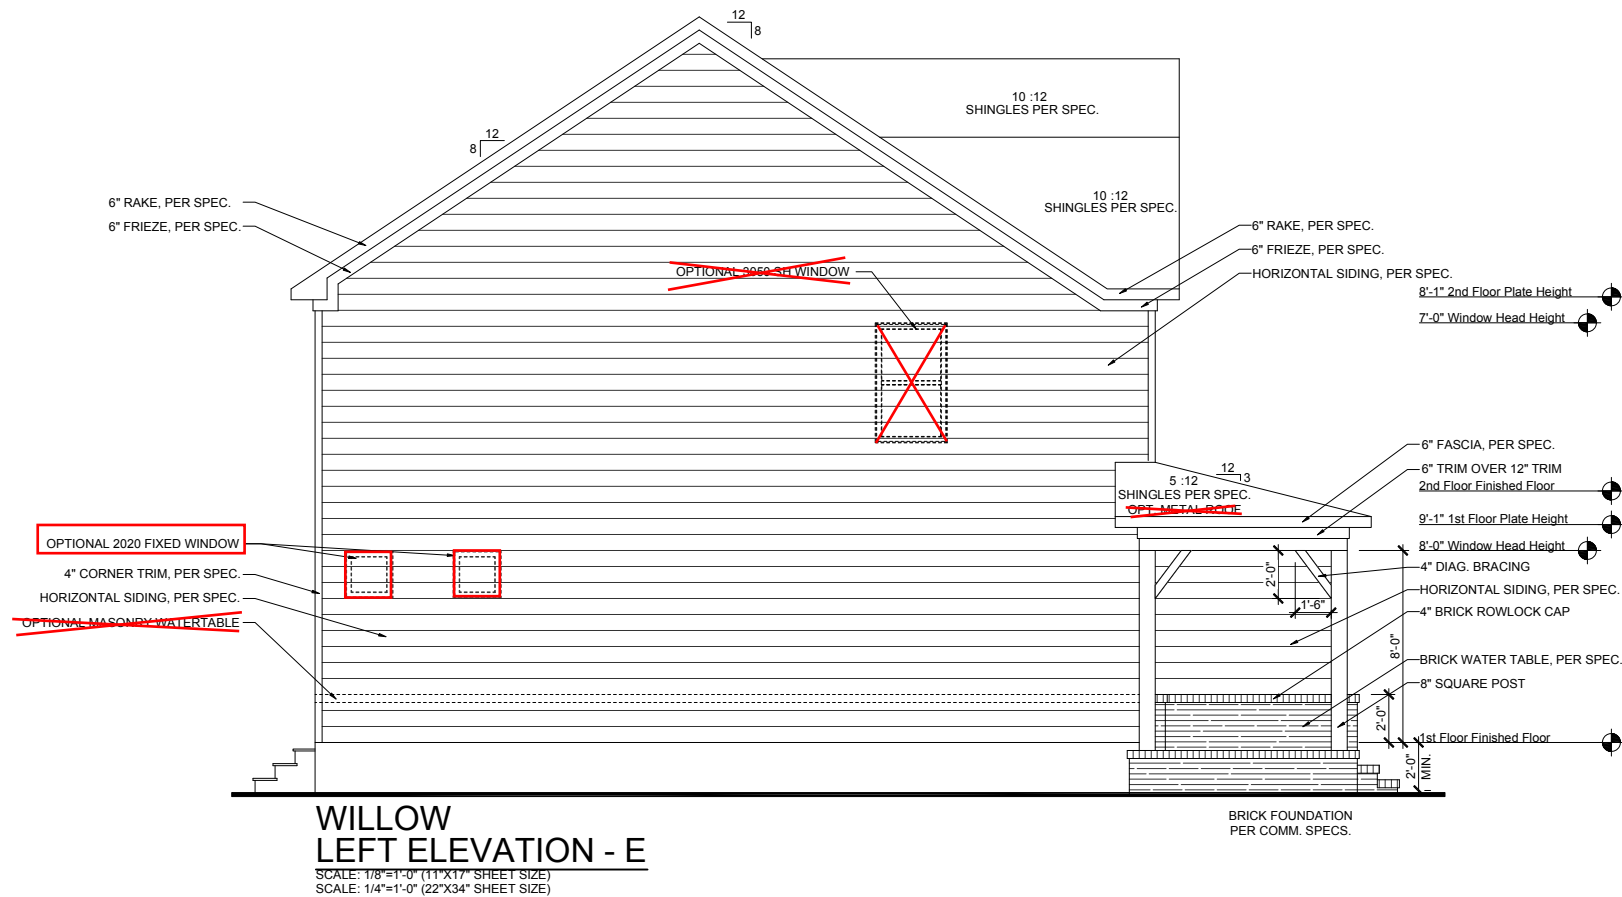 12
8
10 :12
SHINGLES PER SPEC.
12
8
10 :12
SHINGLES PER SPEC.
6" RAKE, PER SPEC.
6" FRIEZE, PER SPEC.
6" RAKE, PER SPEC.
6" FRIEZE, PER SPEC.
HORIZONTAL SIDING, PER SPEC.
OPTIONAL 3050 SH WINDOW
8'-1" 2nd Floor Plate Height
7'-0" Window Head Height
6" FASCIA, PER SPEC.
6" TRIM OVER 12" TRIM
2nd Floor Finished Floor
12
3
5 :12
SHINGLES PER SPEC.
OPT. METAL ROOF
9'-1" 1st Floor Plate Height
8'-0" Window Head Height
OPTIONAL 2020 FIXED WINDOW
4" CORNER TRIM, PER SPEC.
HORIZONTAL SIDING, PER SPEC.
OPTIONAL MASONRY WATERTABLE
2'-0"
1'-6"
4" DIAG. BRACING
HORIZONTAL SIDING, PER SPEC.
4" BRICK ROWLOCK CAP
8'-0"
BRICK WATER TABLE, PER SPEC.
8" SQUARE POST
2'-0"
1st Floor Finished Floor
2'-0"
MIN.
WILLOW
LEFT ELEVATION - E
SCALE: 1/8"=1'-0" (11"X17" SHEET SIZE)
SCALE: 1/4"=1'-0" (22"X34" SHEET SIZE)
BRICK FOUNDATION
PER COMM. SPECS.